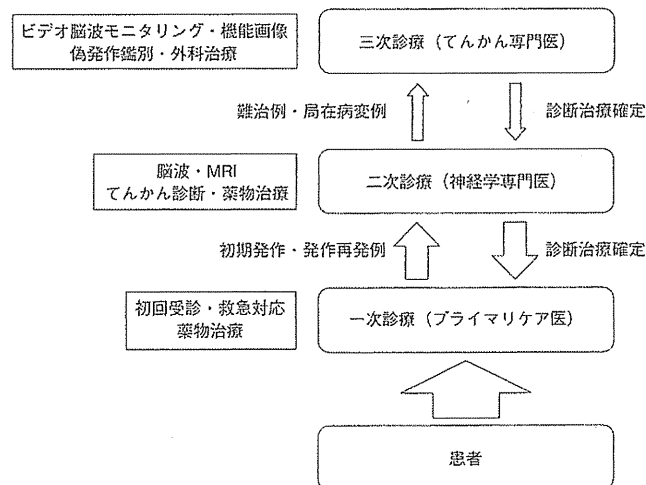 ビデオ脳波モニタリング・機能画像
偽発作鑑別・外科治療
三次診療（てんかん専門医）
難治例・局在病変例
診断治療確定
脳波・MRI
てんかん診断・薬物治療
二次診療（神経学専門医）
初期発作・発作再発例
診断治療確定
初回受診・救急対応
薬物治療
一次診療（プライマリケア医）
患者